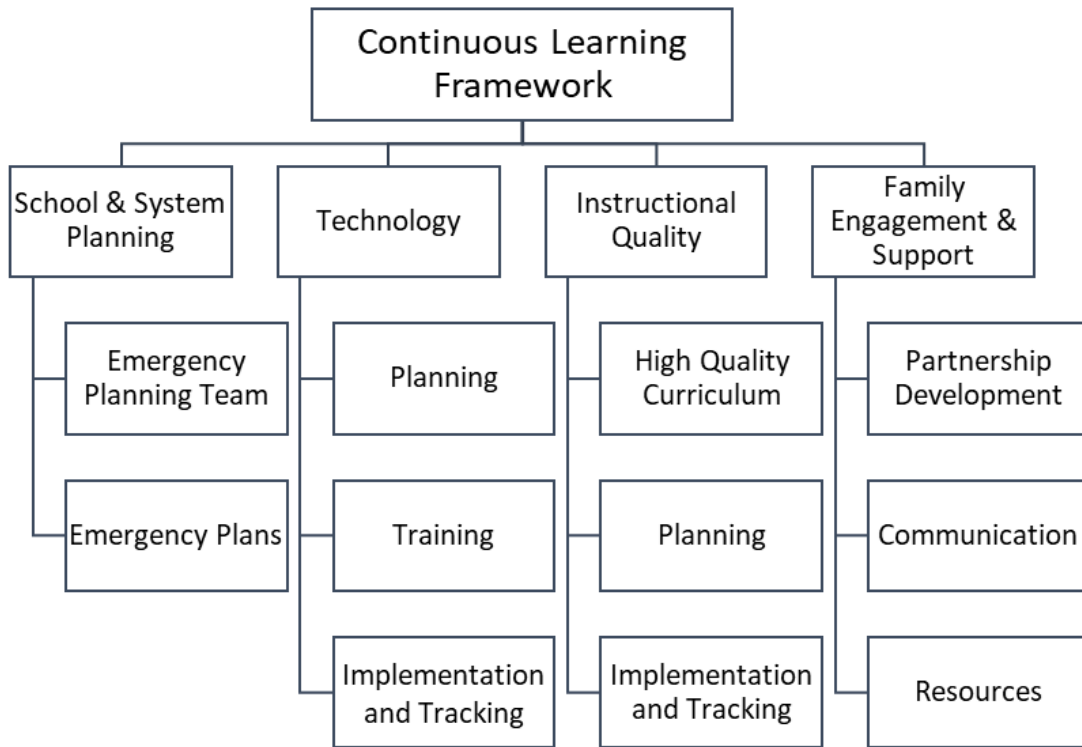 Continuous Learning
Framework
School & System
Planning
Technology
Instructional
Quality
Family
Engagement &
Support
Emergency
Planning Team
Planning
High Quality
Curriculum
Partnership
Development
Emergency Plans
Training
Planning
Communication
Implementation
and Tracking
Implementation
and Tracking
Resources